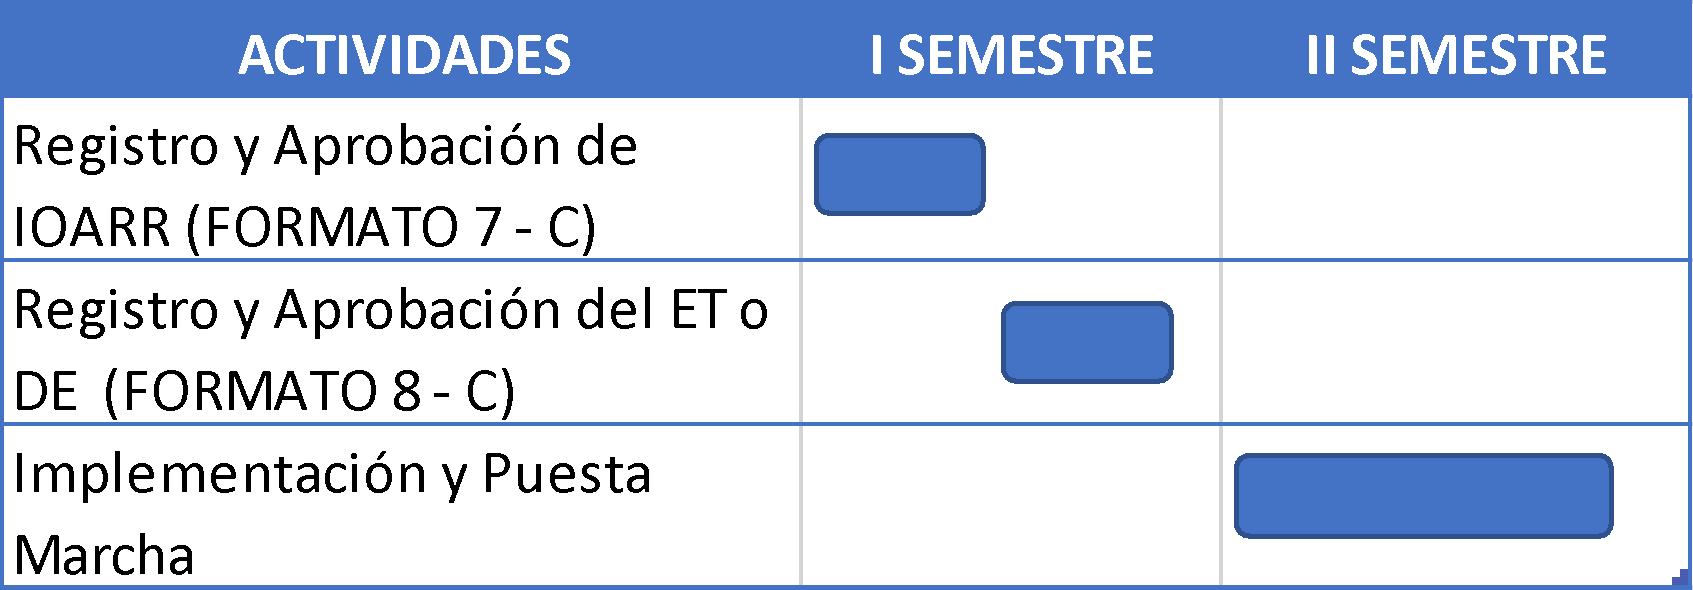 ACTIVIDADES I SEMESTRE II SEMESTRE
Registro y Aprobación de
IOARR (FORMATO 7 - C)
Registro y Aprobación del ET o
DE (FORMATO 8 - C)
Implementación y Puesta
Marcha